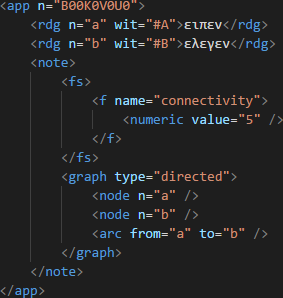 <app n="B00K0V0U0">
<rdg n="a" wit="#A">ειπεν</rdg>
<rdg n="b" wit="#B">ελεγεν</rdg>
<note>
<fs>
<f name="connectivity">
<numeric value="5" />
</f>
</fs>
<graph type="directed">
<node n="a" />
<node n="b" />
<arc from="a" to="b" />
</graph>
</note>
</app>